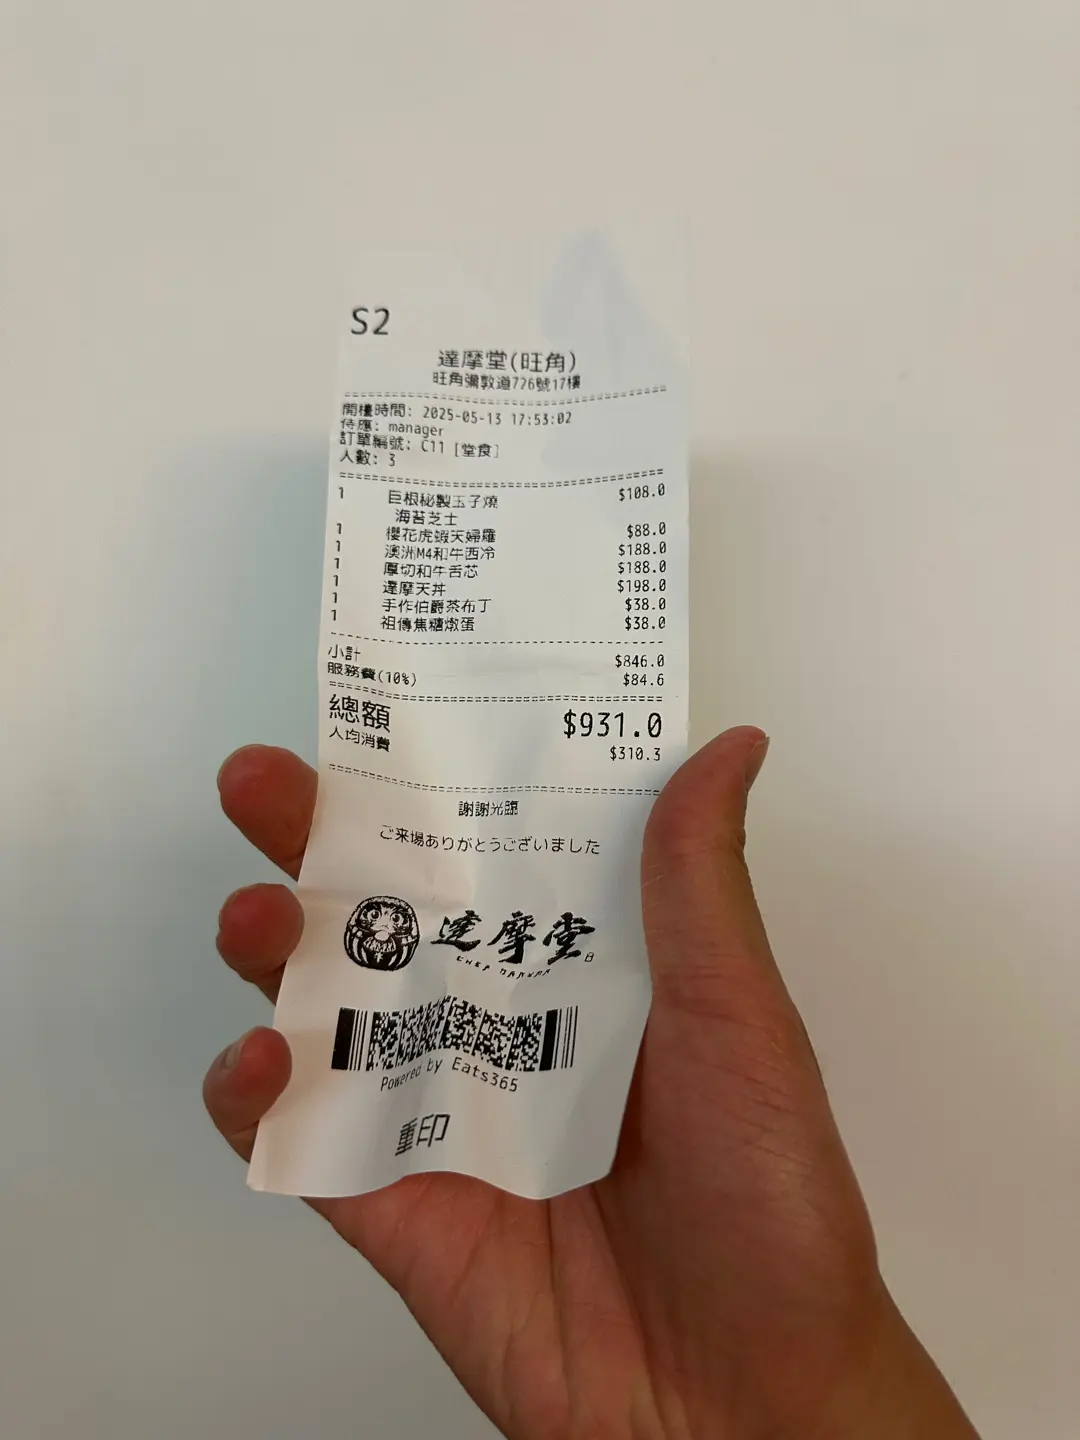 S2
達摩堂(旺角)
旺角彌敦道726號17樓
開檯時間: 2025-05-13 17:53:02
侍應: manager
訂單編號: C11 [堂食]
人數: 3
1 巨根秘製玉子燒 $108.0
海苔芝士
1 櫻花虎蝦天婦羅 $88.0
1 澳洲M4和牛西冷 $188.0
1 厚切和牛舌芯 $188.0
1 達摩天丼 $198.0
1 手作伯爵茶布丁 $38.0
1 祖傳焦糖燉蛋 $38.0
小計 $846.0
服務費(10%) $84.6
總額 $931.0
人均消費 $310.3
謝謝光臨
ご来場ありがとうございました
達摩堂
Powered by Eats365
重印